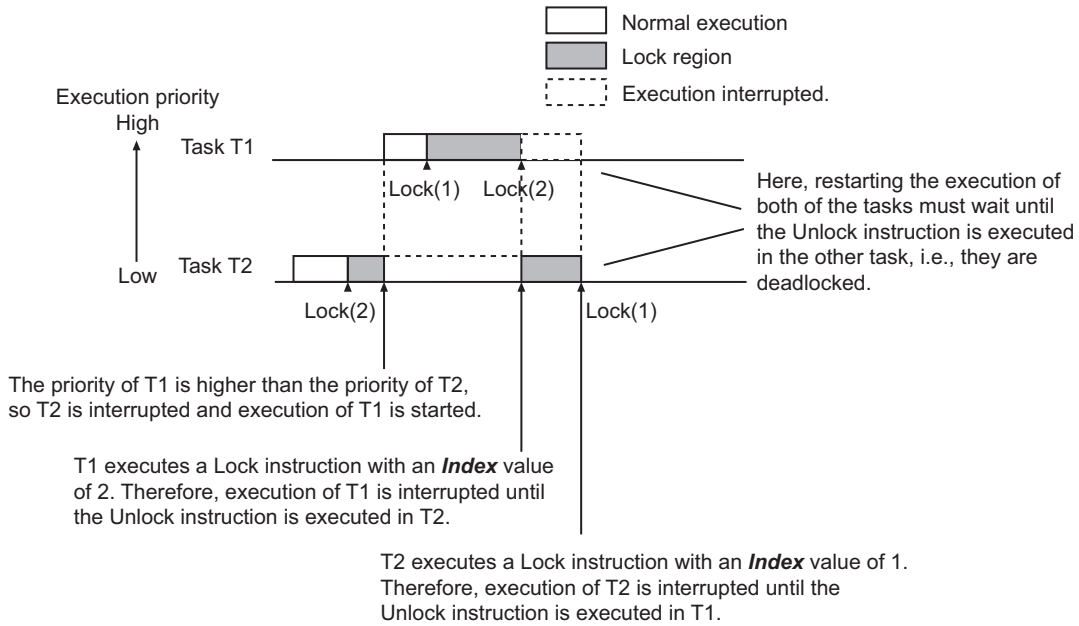 Normal execution
Lock region
Execution interrupted.
Execution priority
High
Task T1
Lock(1)
Lock(2)
Here, restarting the execution of
both of the tasks must wait until
the Unlock instruction is executed
in the other task, i.e., they are
deadlocked.
Low
Task T2
Lock(2)
Lock(1)
The priority of T1 is higher than the priority of T2,
so T2 is interrupted and execution of T1 is started.
T1 executes a Lock instruction with an Index value
of 2. Therefore, execution of T1 is interrupted until
the Unlock instruction is executed in T2.
T2 executes a Lock instruction with an Index value of 1.
Therefore, execution of T2 is interrupted until the
Unlock instruction is executed in T1.